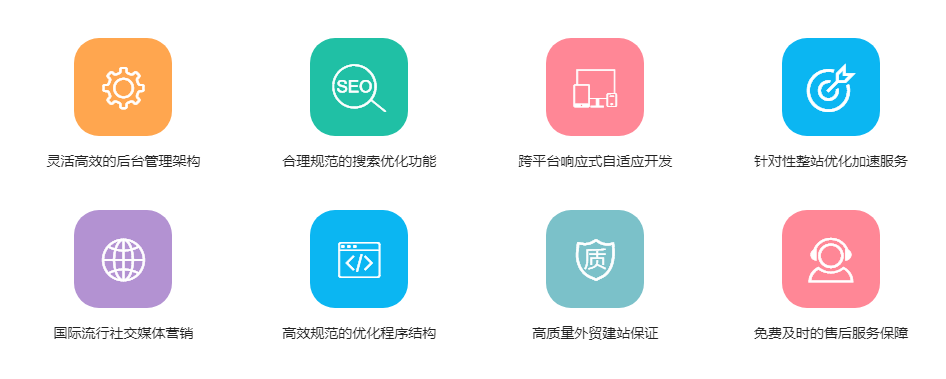 SEO
灵活高效的后台管理架构
合理规范的搜索优化功能
跨平台响应式自适应开发
针对性整站优化加速服务
</>
质
国际流行社交媒体营销
高效规范的优化程序结构
高质量外贸建站保证
免费及时的售后服务保障